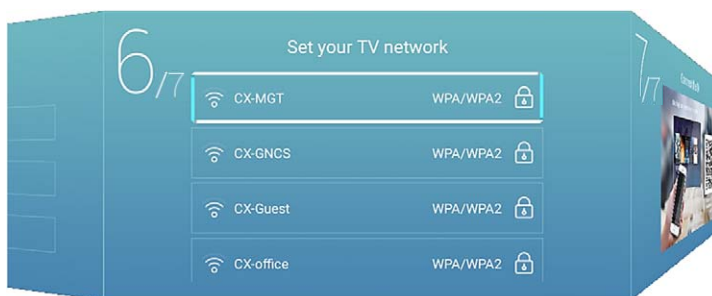 6/7
Set your TV network
CX-MGT WPA/WPA2
CX-GNCS WPA/WPA2
CX-Guest WPA/WPA2
CX-office WPA/WPA2
7/7